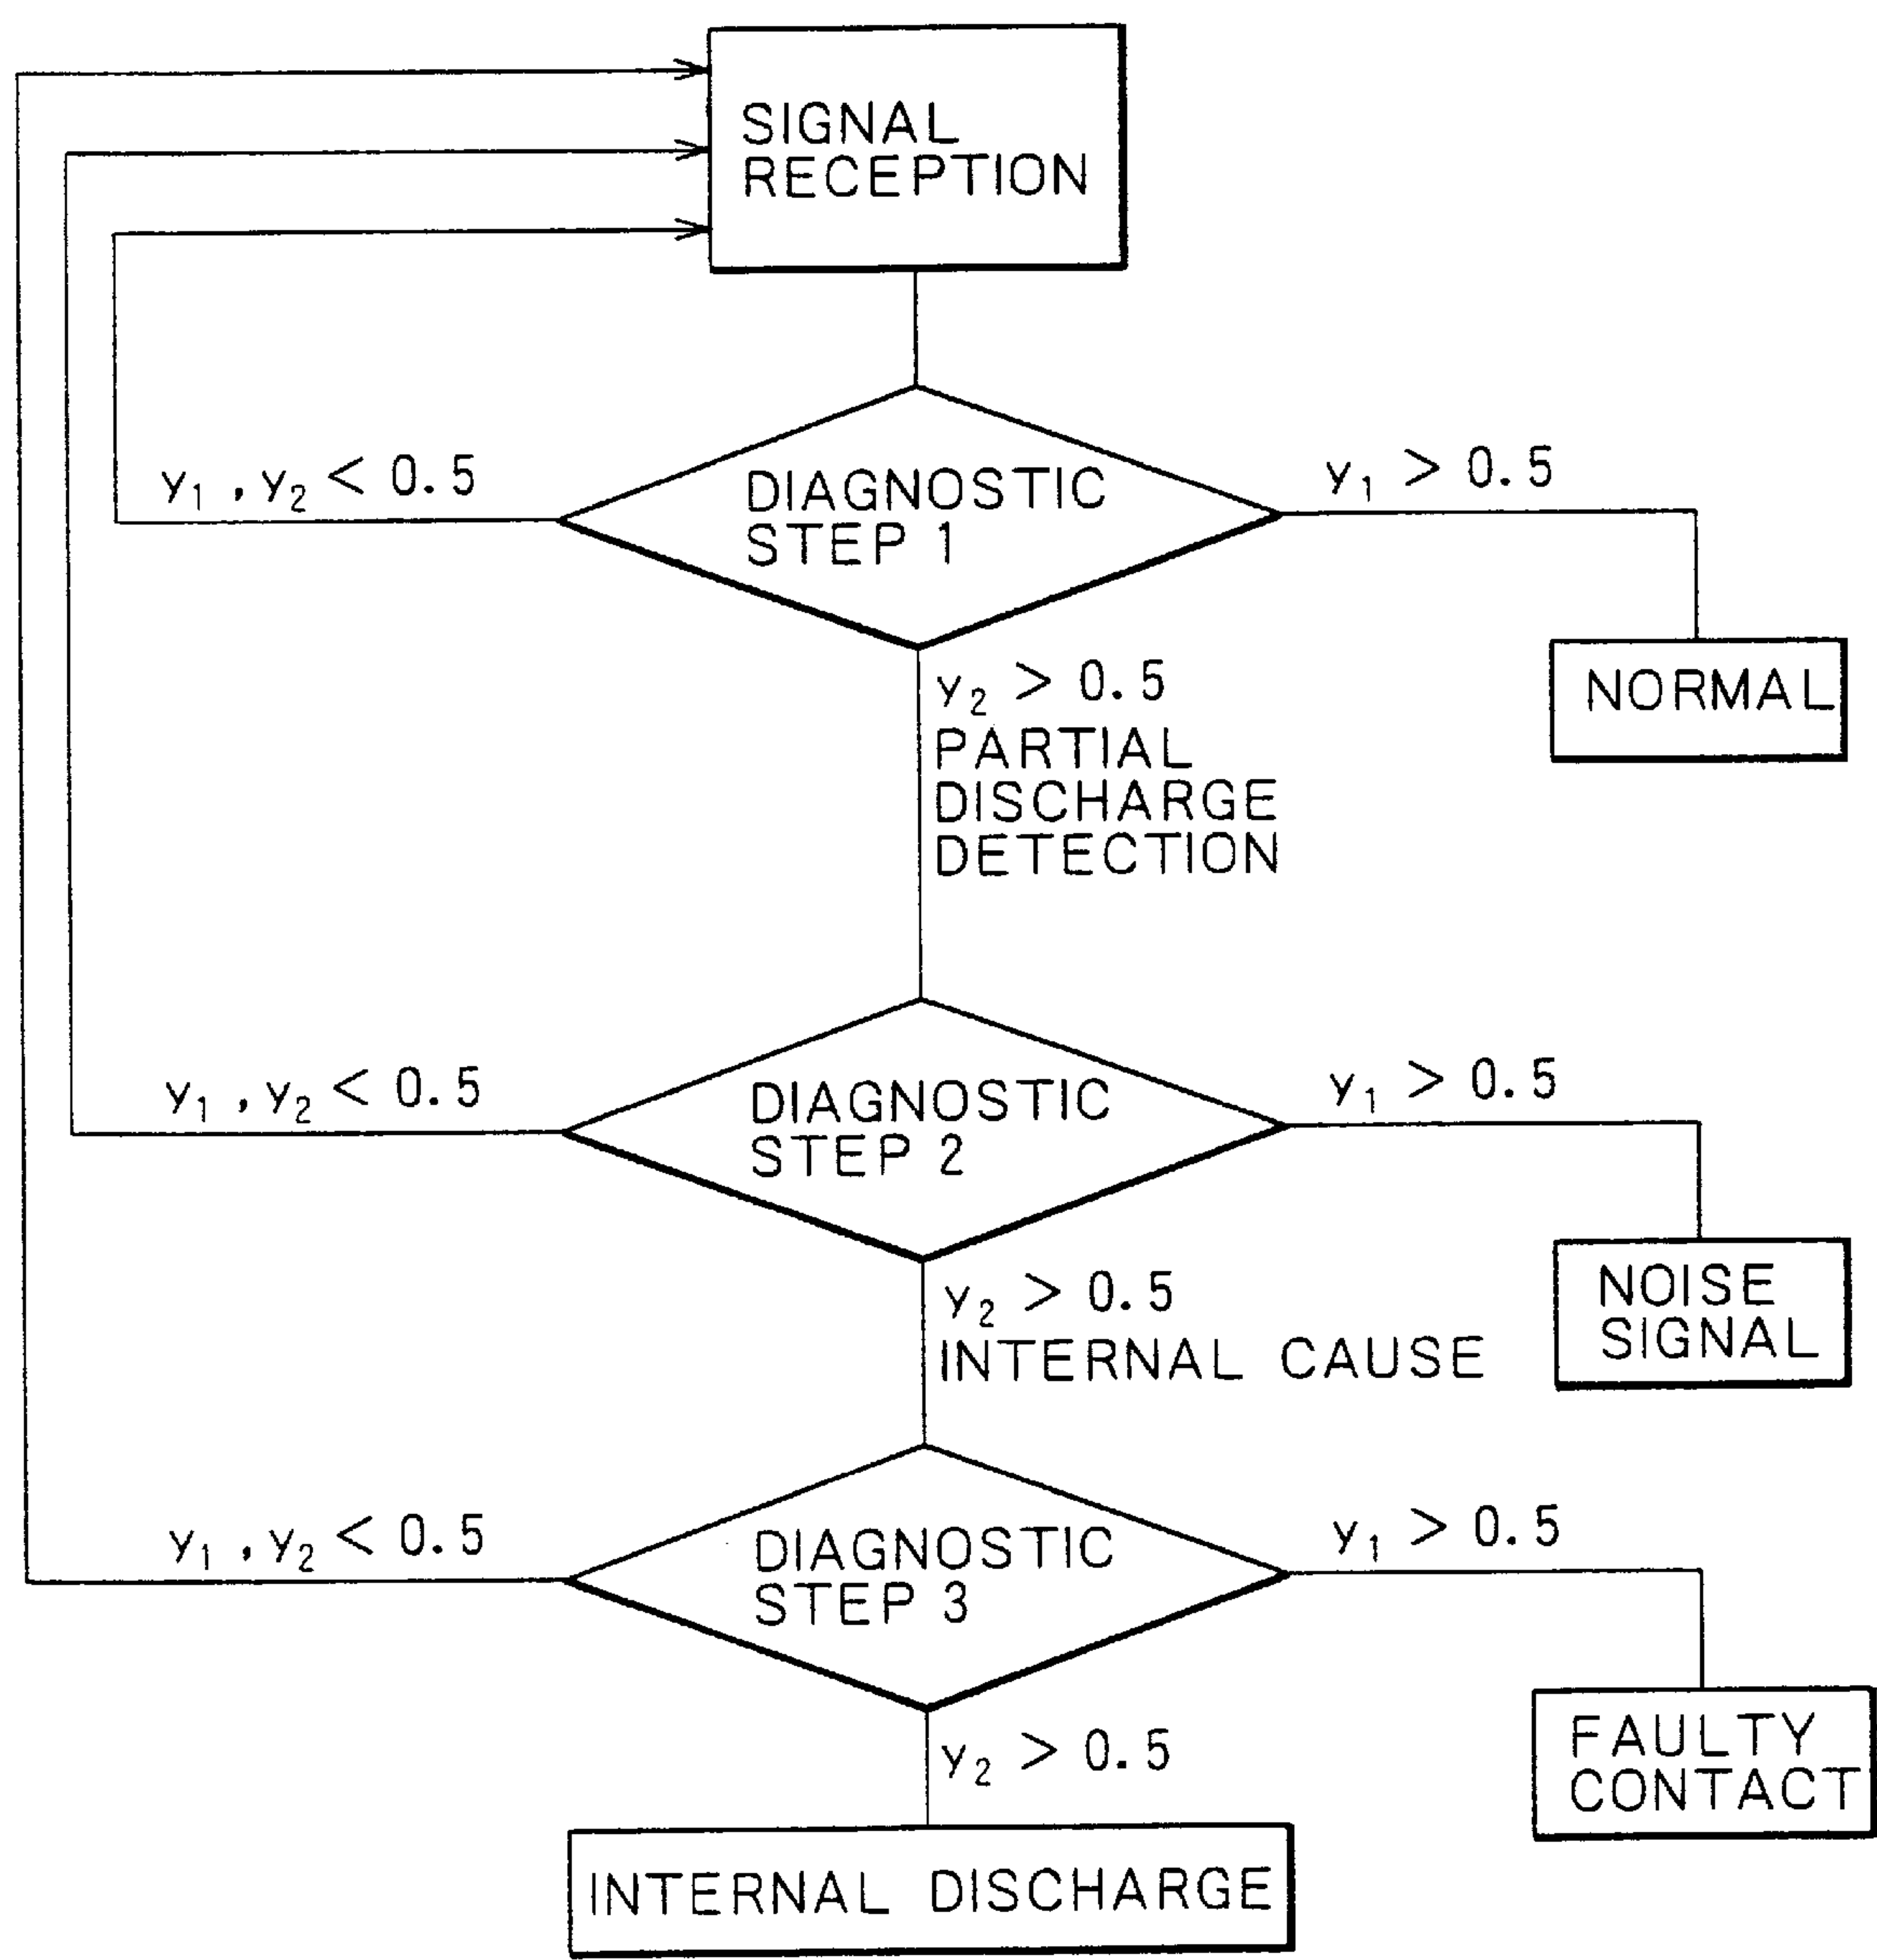 SIGNAL
RECEPTION
y₁ , y₂ < 0.5
DIAGNOSTIC
STEP 1
y₁ > 0.5
NORMAL
y₂ > 0.5
PARTIAL
DISCHARGE
DETECTION
y₁ , y₂ < 0.5
DIAGNOSTIC
STEP 2
y₁ > 0.5
NOISE
SIGNAL
y₂ > 0.5
INTERNAL CAUSE
y₁ , y₂ < 0.5
DIAGNOSTIC
STEP 3
y₁ > 0.5
FAULTY
CONTACT
y₂ > 0.5
INTERNAL DISCHARGE